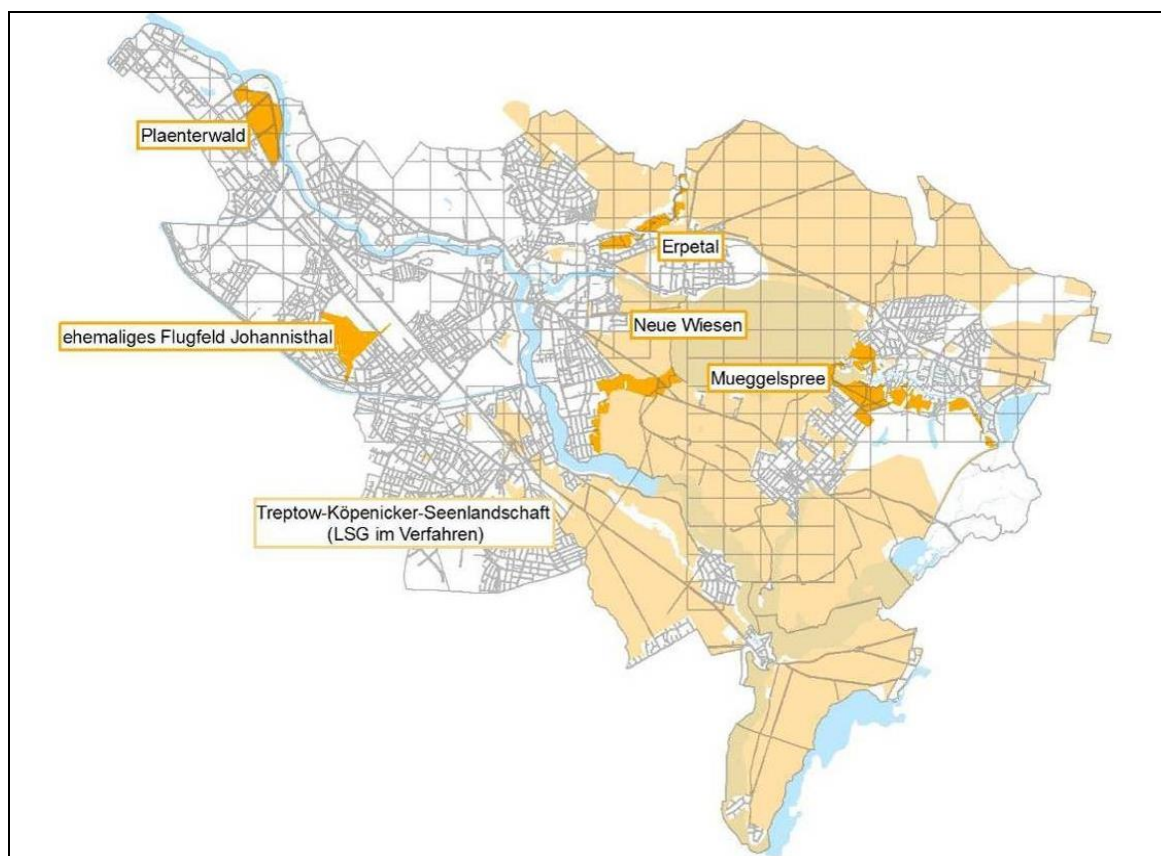 Plaenterwald
Erpetal
ehemaliges Flugfeld Johannisthal
Neue Wiesen
Mueggelspree
Treptow-Köpenicker-Seenlandschaft
(LSG im Verfahren)